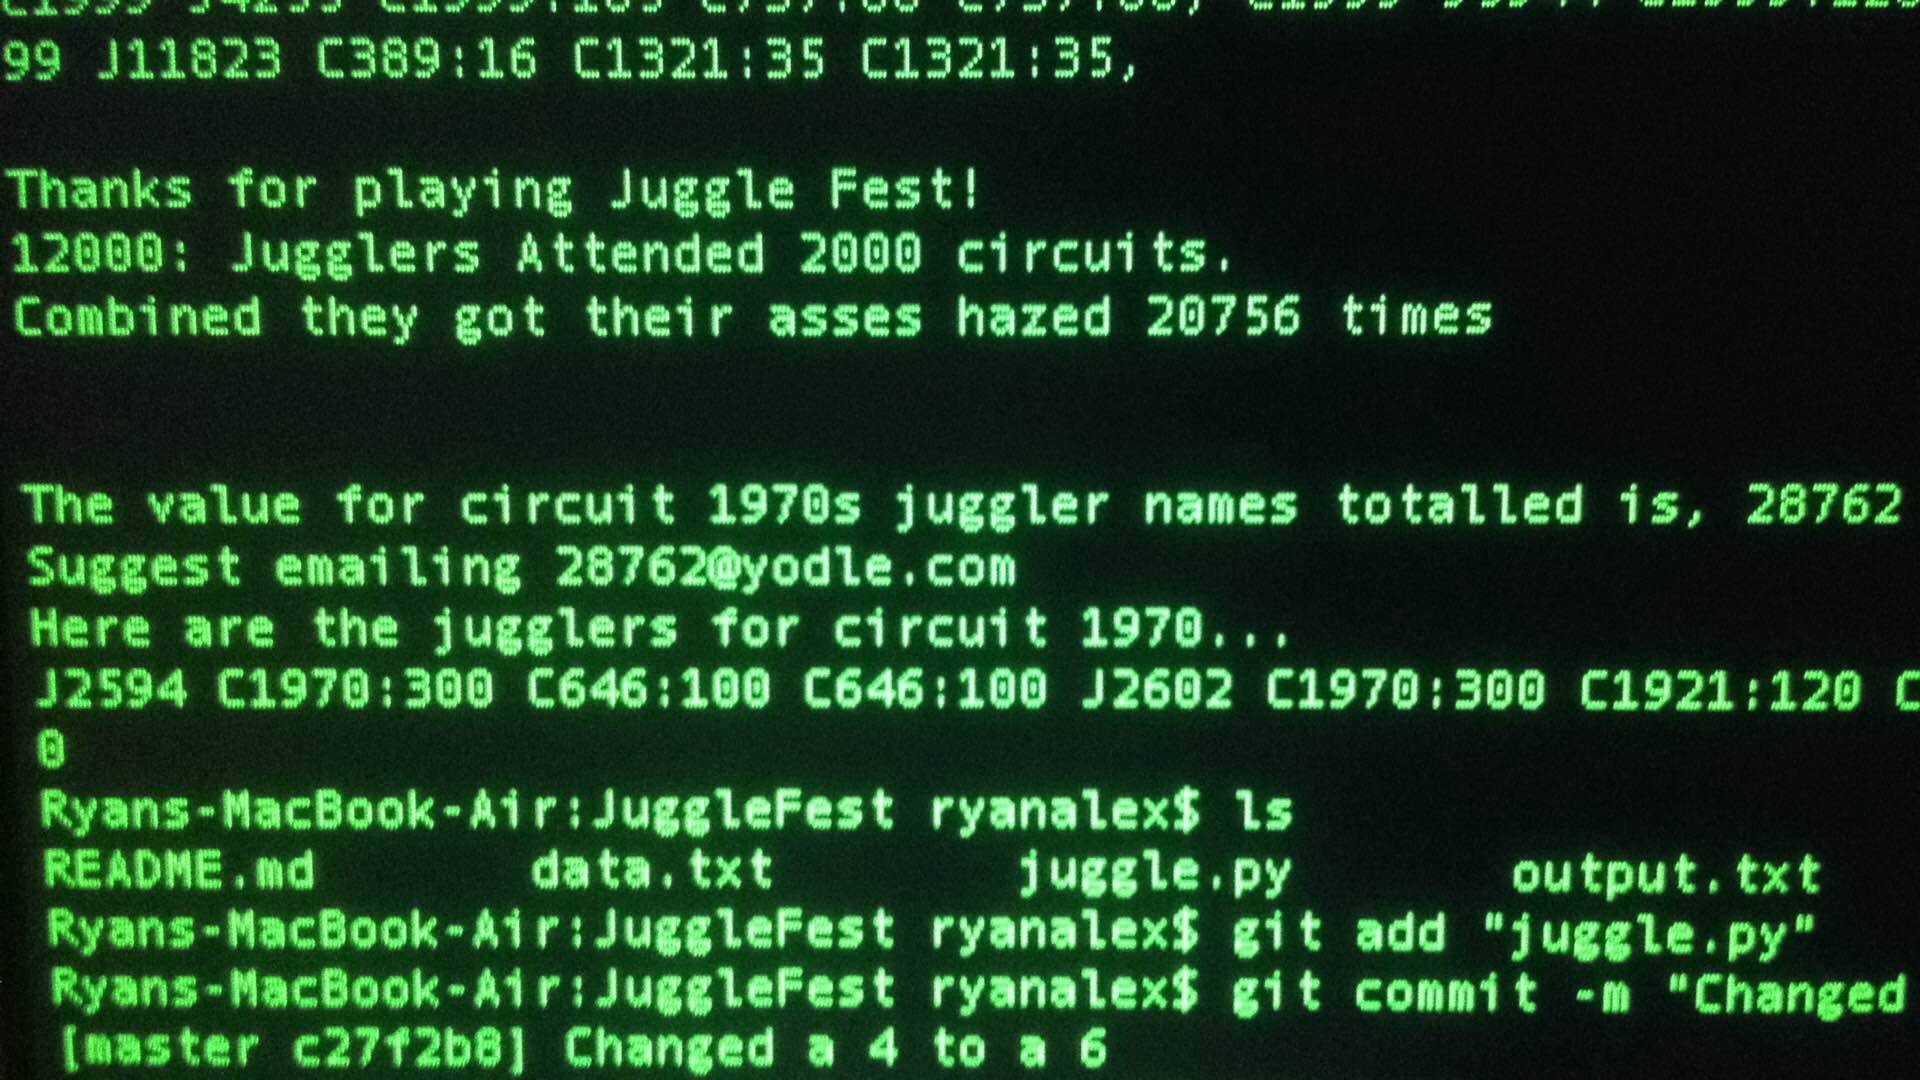 99 J11823 C389:16 C1321:35 C1321:35,
Thanks for playing Juggle Fest!
12000: Jugglers Attended 2000 circuits.
Combined they got their asses hazed 20756 times
The value for circuit 1970s juggler names totalled is, 28762
Suggest emailing 28762@yodle.com
Here are the jugglers for circuit 1970...
J2594 C1970:300 C646:100 C646:100 J2602 C1970:300 C1921:120 C
0
Ryans-MacBook-Air:JuggleFest ryanalex$ ls
README.md data.txt juggle.py output.txt
Ryans-MacBook-Air:JuggleFest ryanalex$ git add "juggle.py"
Ryans-MacBook-Air:JuggleFest ryanalex$ git commit -m "Changed
[master c27f2b8] Changed a 4 to a 6